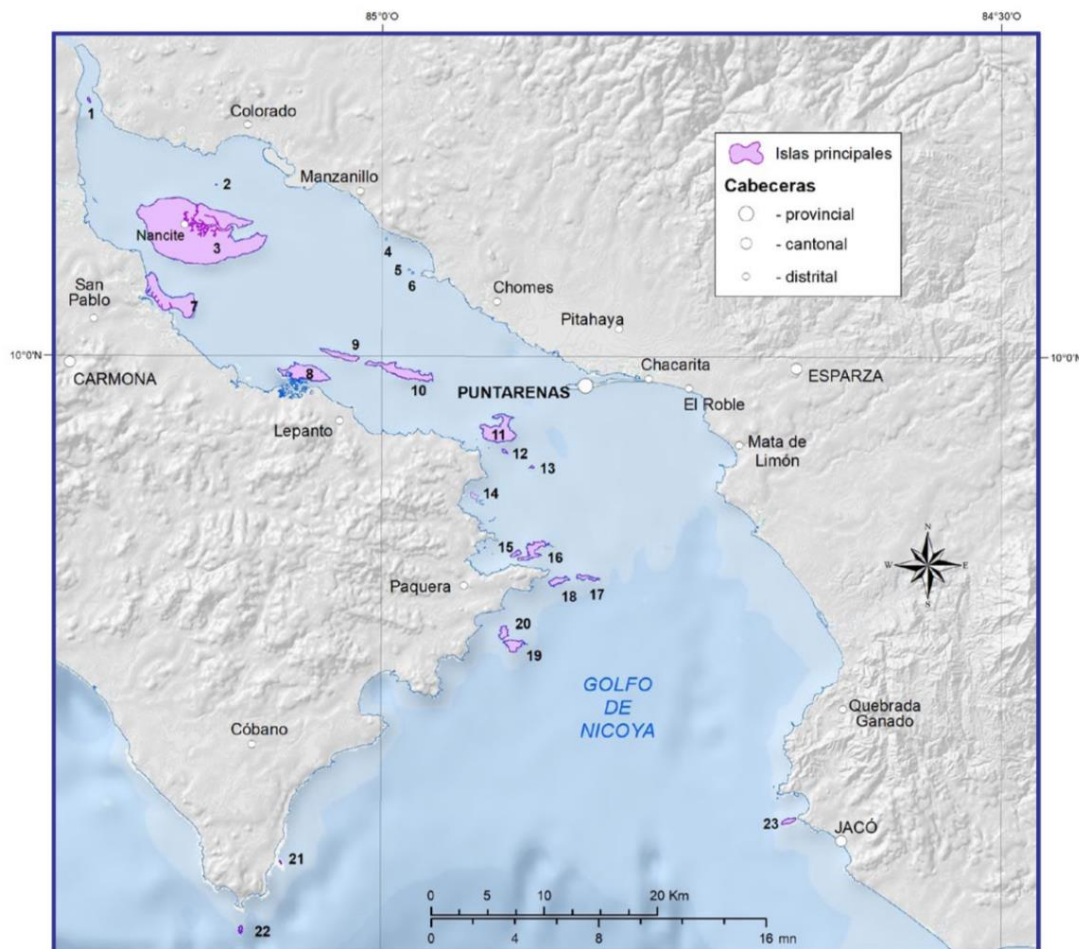 85°0'0
84°30'0
Colorado
1
Manzanillo
2
Nancite
3
4
5
6
San
Pablo
7
Chomes
Pitahaya
Islas principales
Cabeceras
- provincial
- cantonal
- distrital
10°0'N
10°0'N
CARMONA
9
8
10
PUNTARENAS
Chacarita
El Roble
ESPARZA
Lepanto
11
12
13
Mata de
Limón
14
15
16
Paquera
18
17
20
19
N
W
E
S
GOLFO
DE
NICOYA
Quebrada
Ganado
Cóbano
23
JACÓ
21
22
0
5
10
20 Km
0
4
8
16 mn